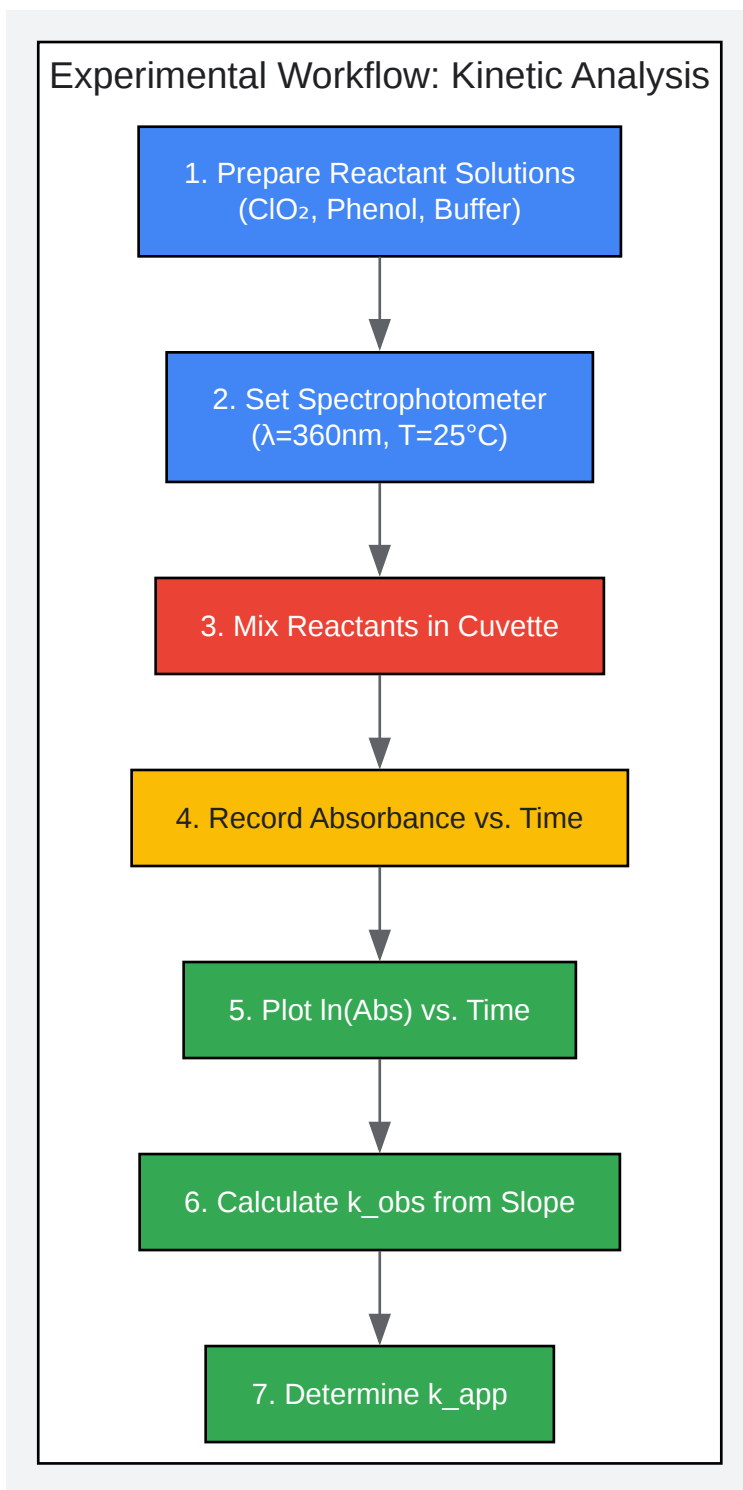 Experimental Workflow: Kinetic Analysis
1. Prepare Reactant Solutions
(ClO₂, Phenol, Buffer)
2. Set Spectrophotometer
(λ=360nm, T=25°C)
3. Mix Reactants in Cuvette
4. Record Absorbance vs. Time
5. Plot ln(Abs) vs. Time
6. Calculate k_obs from Slope
7. Determine k_app